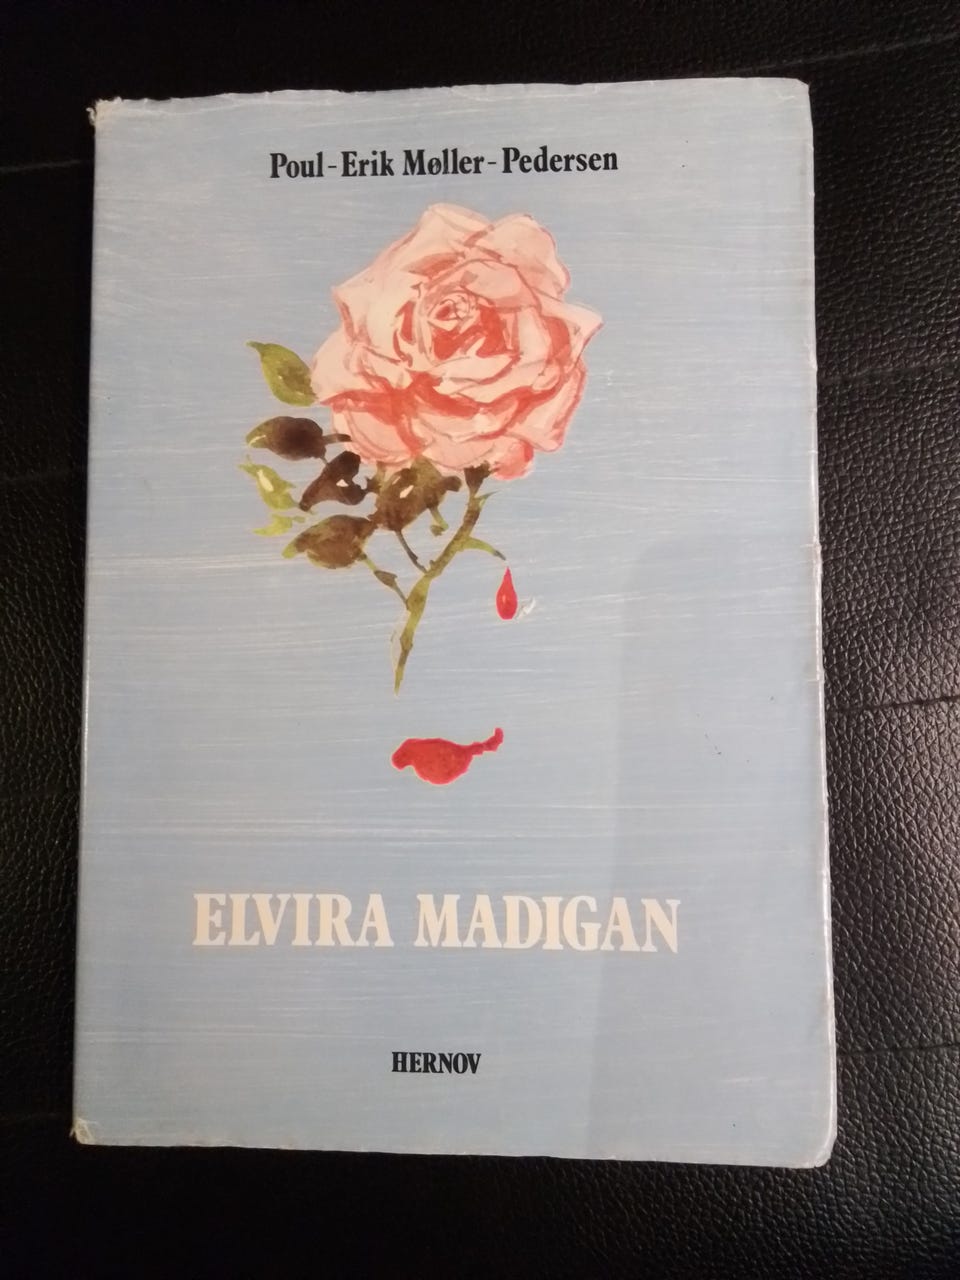 Poul-Erik Møller-Pedersen
ELVIRA MADIGAN
HERNOV